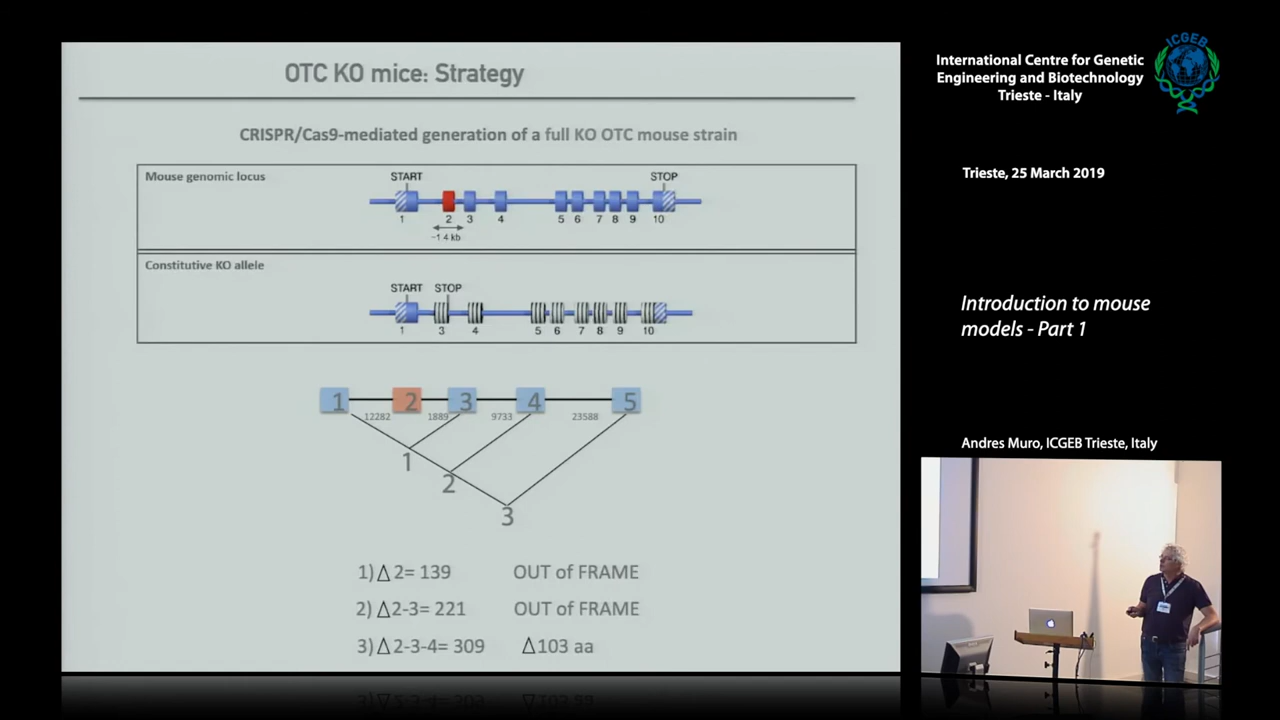 OTC KO mice: Strategy
CRISPR/Cas9-mediated generation of a full KO OTC mouse strain
Mouse genomic locus
START
STOP
1 2 3 4 5 6 7 8 9 10
~1.4 kb
Constitutive KO allele
START STOP
1 3 4 5 6 7 8 9 10
1 2 3 4 5
12282 1889 9733 23588
1
2
3
1) Δ 2= 139 OUT of FRAME
2) Δ2-3= 221 OUT of FRAME
3) Δ 2-3-4= 309 Δ103 aa
International Centre for Genetic
Engineering and Biotechnology
Trieste - Italy
ICGEB
Trieste, 25 March 2019
Introduction to mouse
models - Part 1
Andres Muro, ICGEB Trieste, Italy